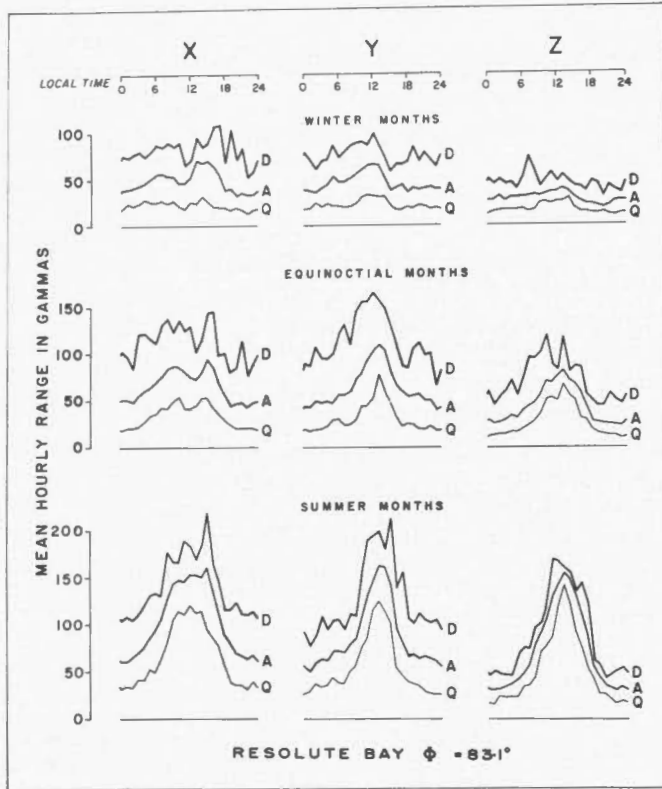 X Y Z
LOCAL TIME 0 6 12 18 24 0 6 12 18 24 0 6 12 18 24
WINTER MONTHS
100
50
0
D A Q D A Q D A Q
EQUINOCTIAL MONTHS
150
100
50
0
D A Q D A Q D A Q
SUMMER MONTHS
200
150
100
50
0
D A Q D A Q D A Q
MEAN HOURLY RANGE IN GAMMAS
RESOLUTE BAY Φ = 83·1°